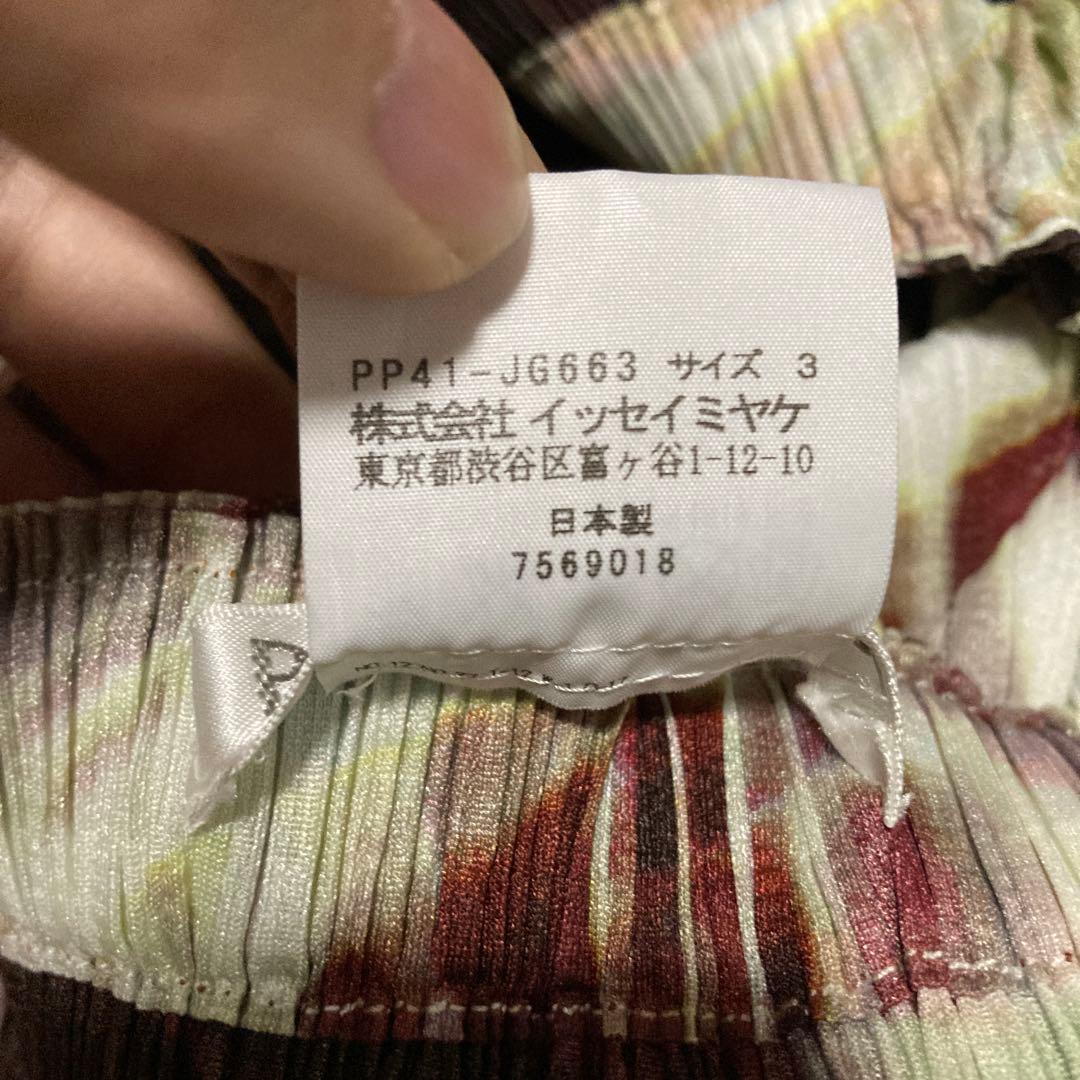 PP41-JG663 サイズ 3
株式会社 イッセイミヤケ
東京都渋谷区富ヶ谷1-12-10
日本製
7569018